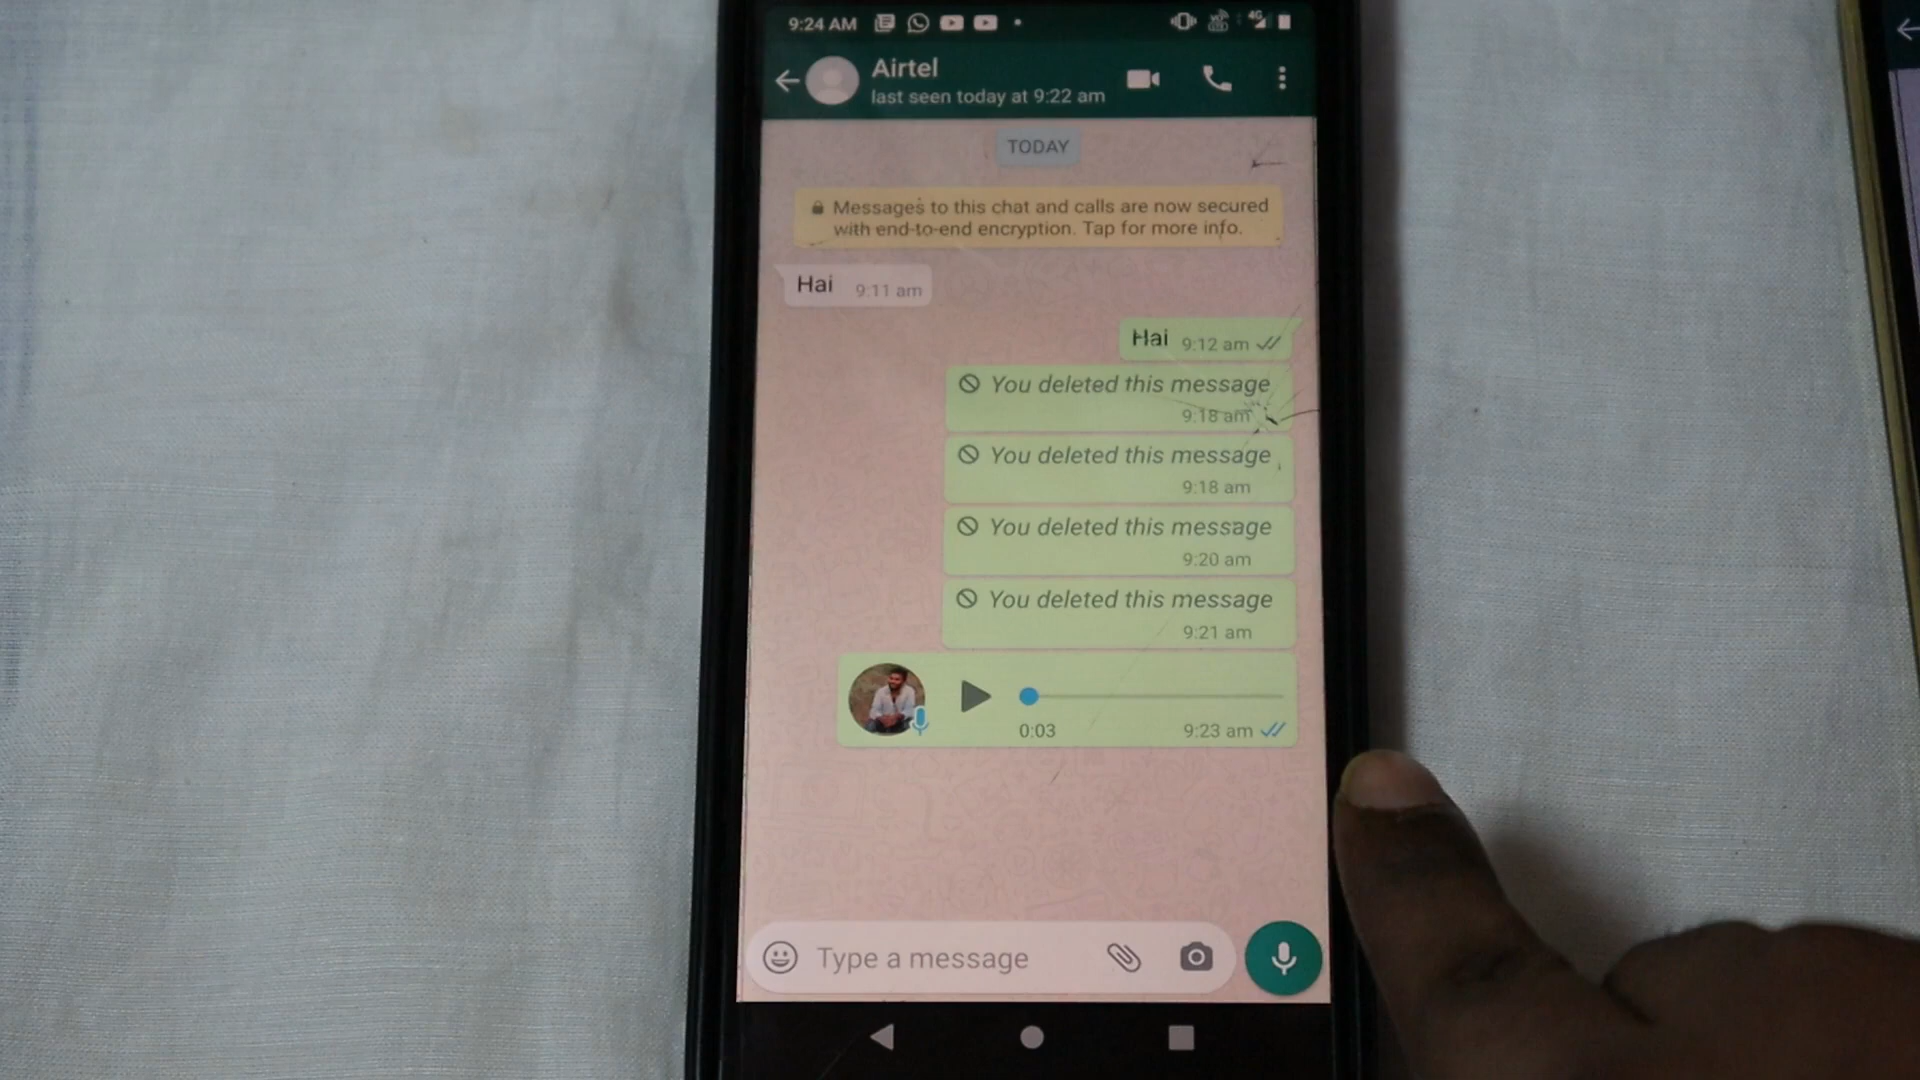 9:24 AM
4G
Airtel
last seen today at 9:22 am
TODAY
Messages to this chat and calls are now secured
with end-to-end encryption. Tap for more info.
Hai 9:11 am
Hai 9:12 am
You deleted this message
9:18 am
You deleted this message
9:18 am
You deleted this message
9:20 am
You deleted this message
9:21 am
0:03 9:23 am
Type a message